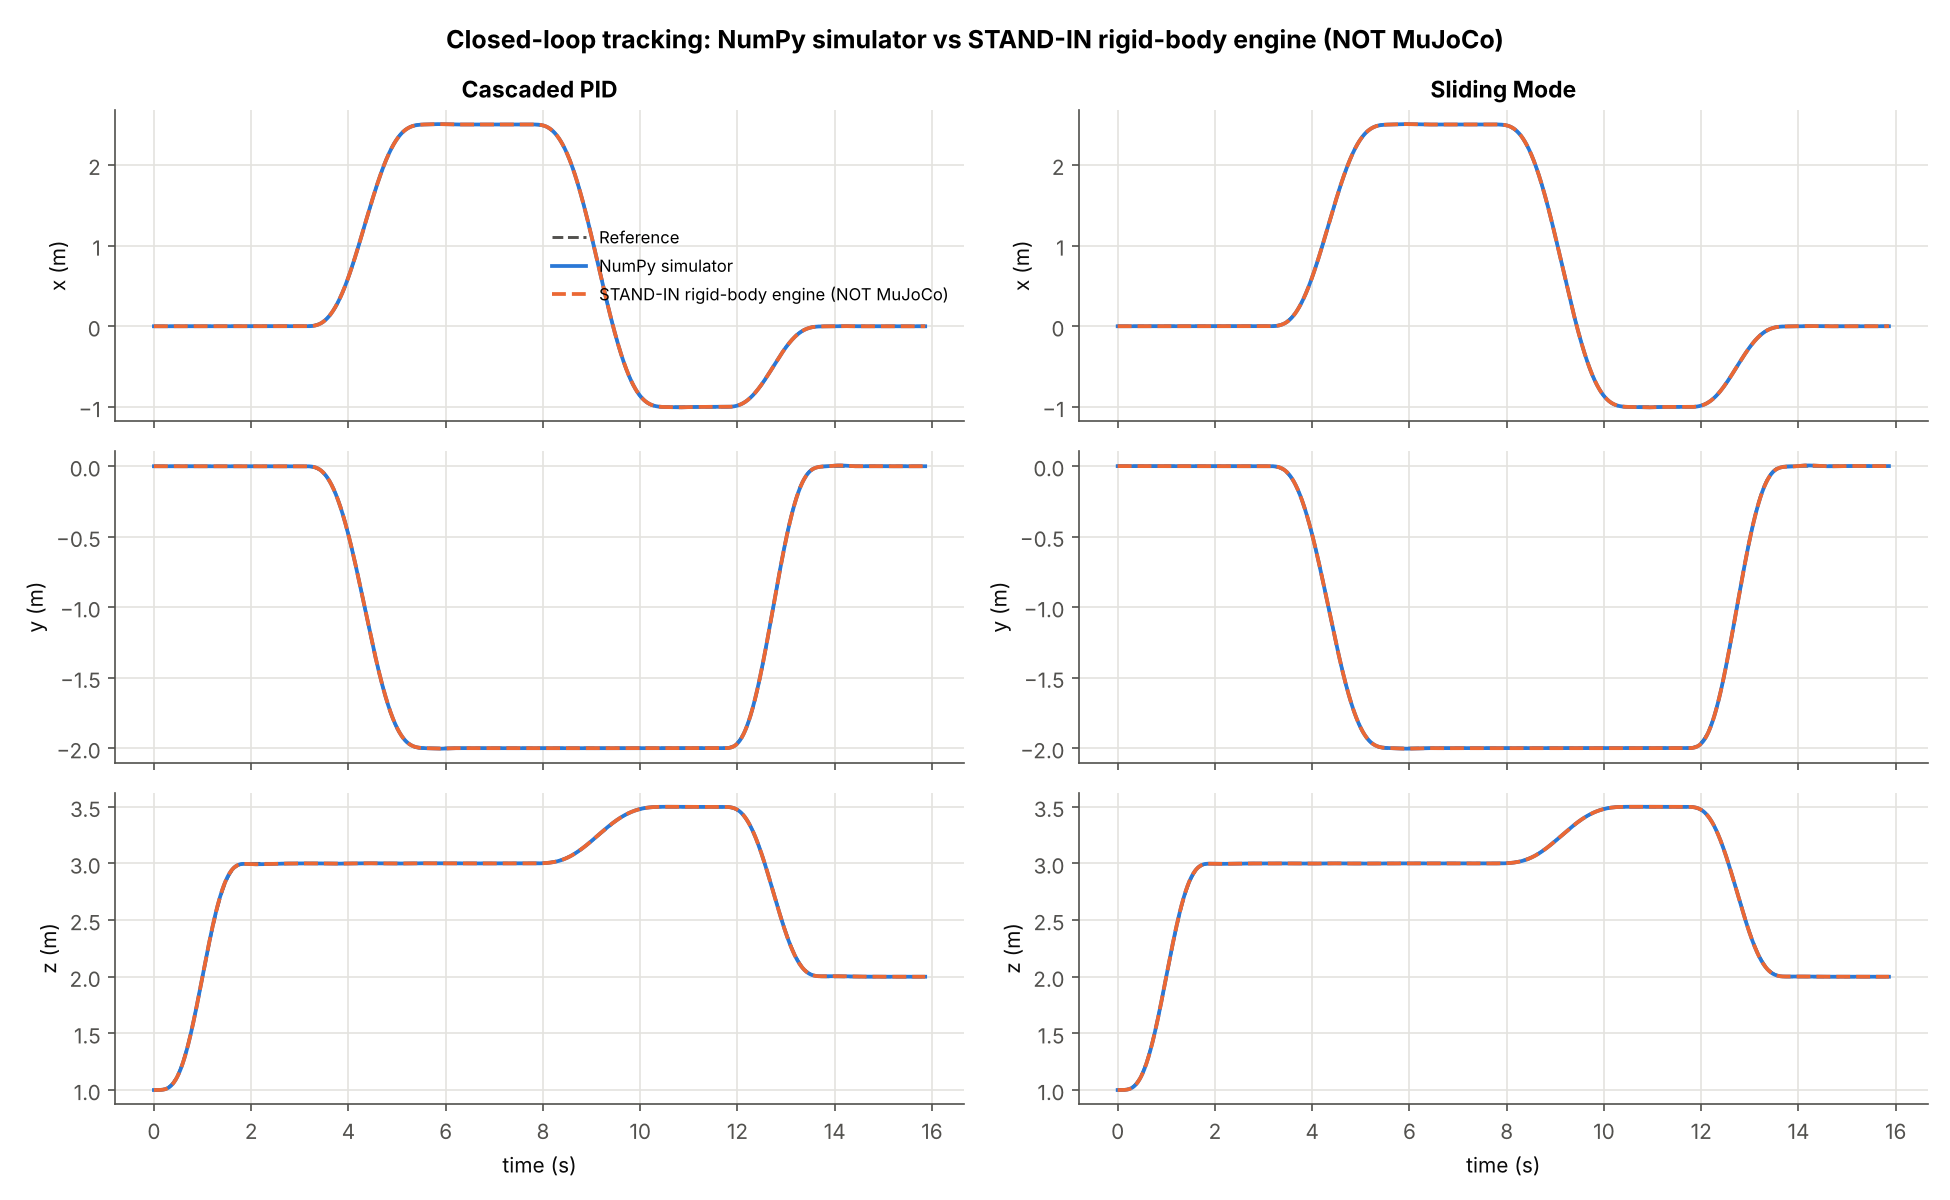 Closed-loop tracking: NumPy simulator vs STAND-IN rigid-body engine (NOT MuJoCo)
Cascaded PID
x (m)
2
1
0
−1
Reference
NumPy simulator
STAND-IN rigid-body engine (NOT MuJoCo)
Sliding Mode
x (m)
2
1
0
−1
y (m)
0.0
−0.5
−1.0
−1.5
−2.0
y (m)
0.0
−0.5
−1.0
−1.5
−2.0
z (m)
3.5
3.0
2.5
2.0
1.5
1.0
0 2 4 6 8 10 12 14 16
time (s)
z (m)
3.5
3.0
2.5
2.0
1.5
1.0
0 2 4 6 8 10 12 14 16
time (s)